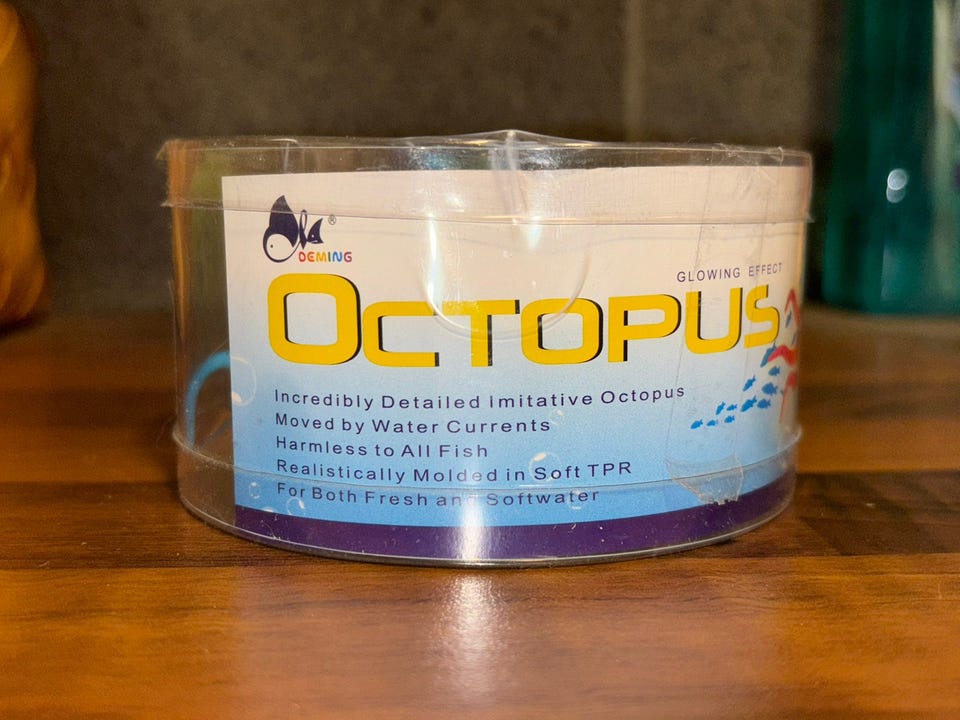 ®
DEMING
GLOWING EFFECT
OCTOPUS
Incredibly Detailed Imitative Octopus
Moved by Water Currents
Harmless to All Fish
Realistically Molded in Soft TPR
For Both Fresh and Softwater